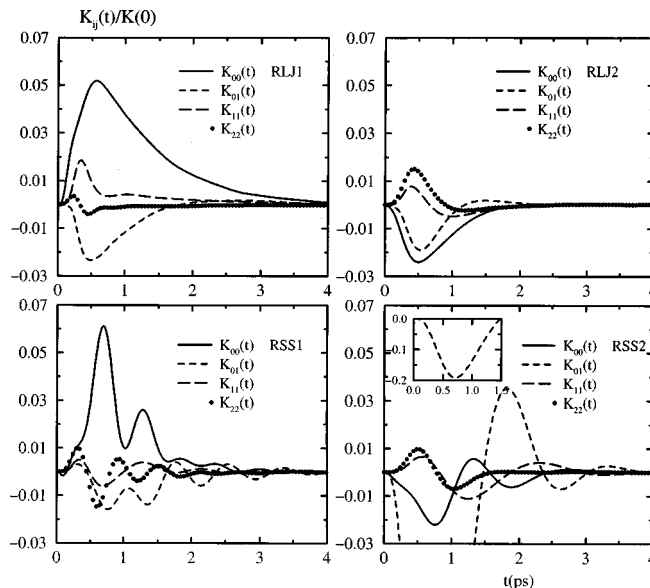 K_ij(t)/K(0)
0.07
0.05
0.03
0.01
−0.01
−0.03
0 1 2 3 4
K_00(t) RLJ1
K_01(t)
K_11(t)
K_22(t)
0.07
0.05
0.03
0.01
−0.01
−0.03
0 1 2 3 4
K_00(t) RLJ2
K_01(t)
K_11(t)
K_22(t)
0.07
0.05
0.03
0.01
−0.01
−0.03
0 1 2 3 4
K_00(t) RSS1
K_01(t)
K_11(t)
K_22(t)
0.07
0.05
0.03
0.01
−0.01
−0.03
0 1 2 3 4
0.0
−0.1
−0.2
0.0 0.5 1.0 1.5
K_00(t) RSS2
K_01(t)
K_11(t)
K_22(t)
t(ps)